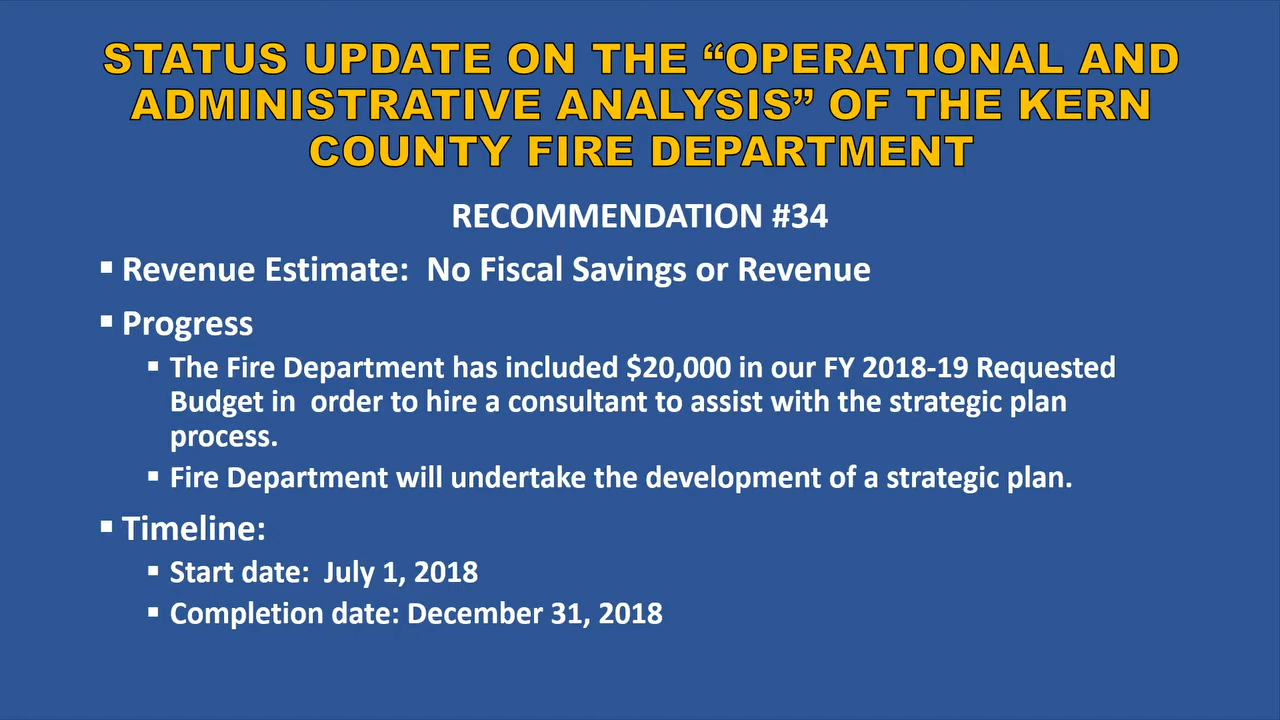 STATUS UPDATE ON THE “OPERATIONAL AND
ADMINISTRATIVE ANALYSIS” OF THE KERN
COUNTY FIRE DEPARTMENT
RECOMMENDATION #34
▪ Revenue Estimate:  No Fiscal Savings or Revenue
▪ Progress
▪ The Fire Department has included $20,000 in our FY 2018-19 Requested
Budget in  order to hire a consultant to assist with the strategic plan
process.
▪ Fire Department will undertake the development of a strategic plan.
▪ Timeline:
▪ Start date:  July 1, 2018
▪ Completion date: December 31, 2018